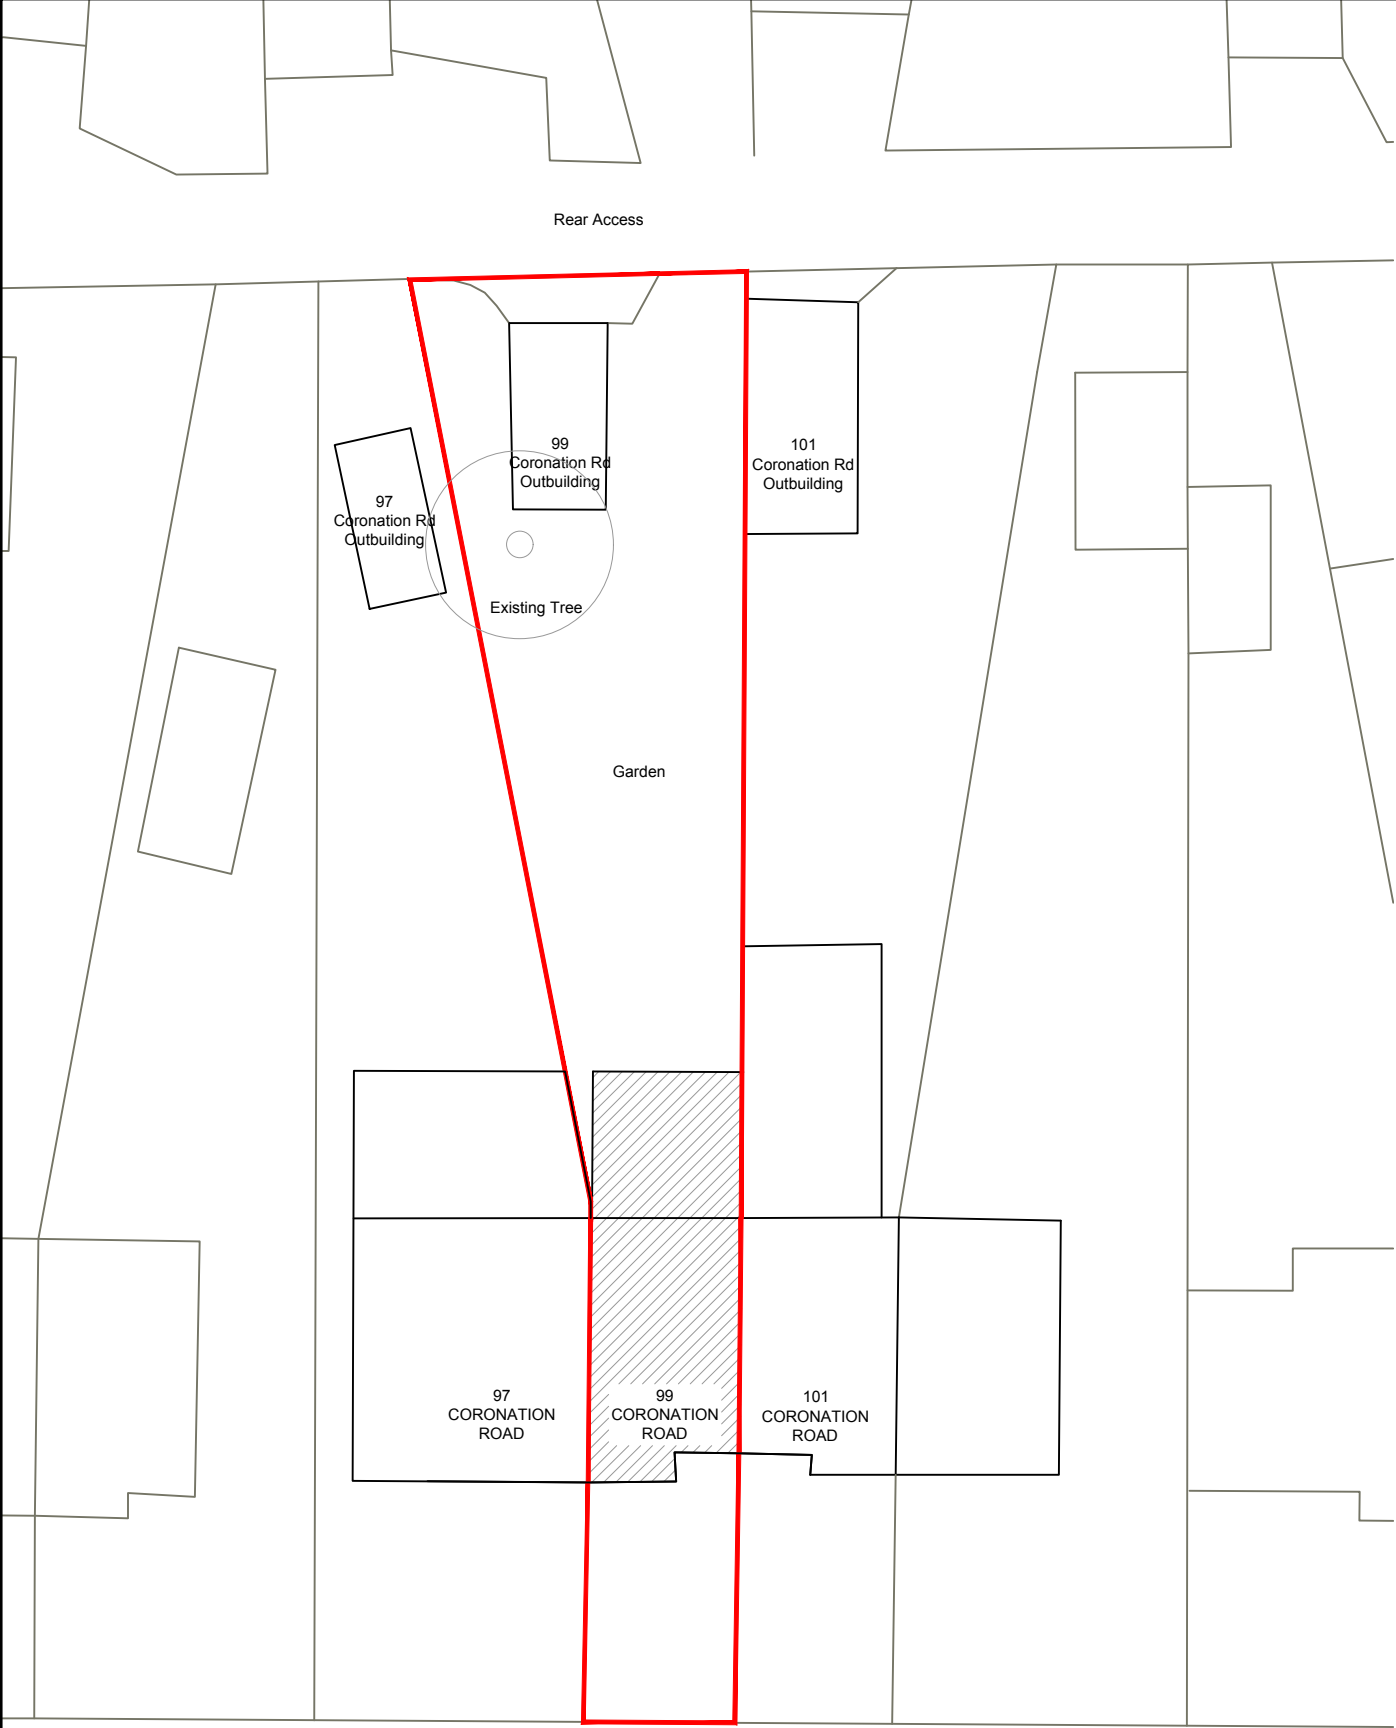 Rear Access
99
Coronation Rd
Outbuilding
101
Coronation Rd
Outbuilding
97
Coronation Rd
Outbuilding
Existing Tree
Garden
97
CORONATION
ROAD
99
CORONATION
ROAD
101
CORONATION
ROAD